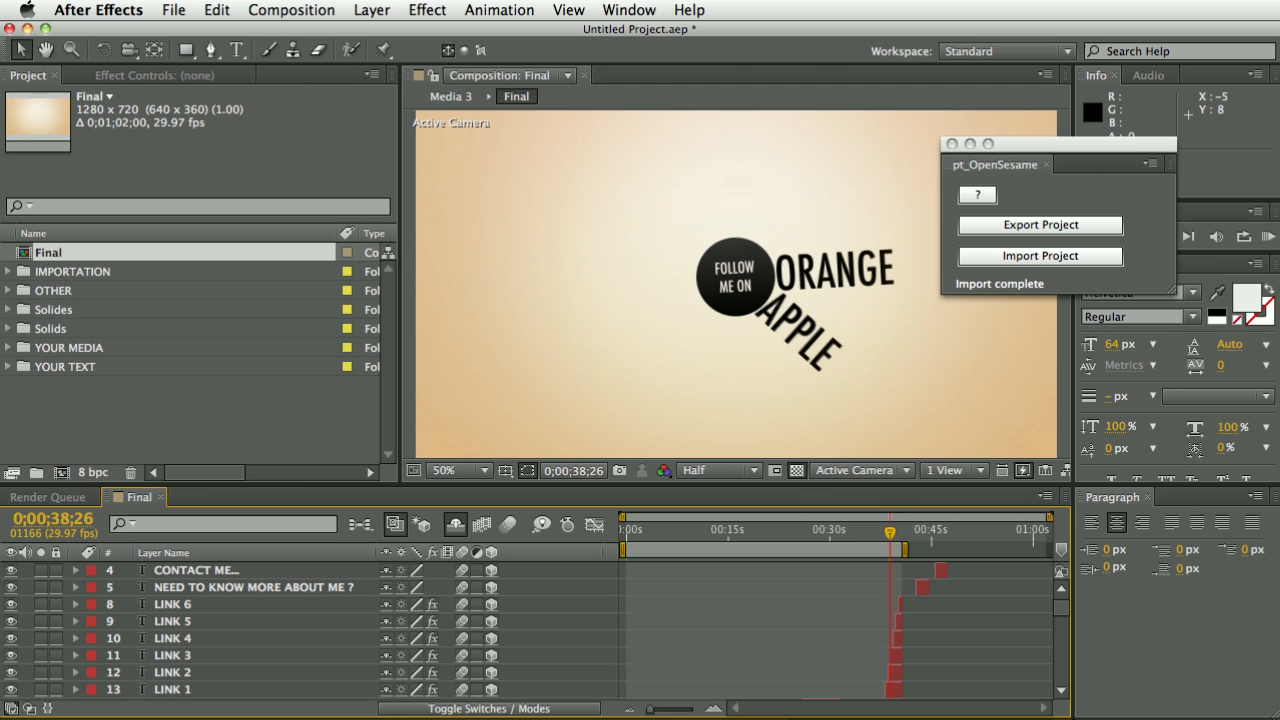 After Effects File Edit Composition Layer Effect Animation View Window Help
Untitled Project.aep *
Workspace: Standard Search Help
Project Effect Controls: (none) Composition: Final Info Audio
Final
1280 x 720 (640 x 360) (1.00)
Δ 0;01;02;00, 29.97 fps
Media 3 Final
R :
G :
B :
X : -5
Y : 8
Active Camera
pt_OpenSesame
?
Export Project
Import Project
Import complete
Name Type
Final Co
IMPORTATION Fol
OTHER Fol
Solides Fol
Solids Fol
YOUR MEDIA Fol
YOUR TEXT Fol
FOLLOW
ME ON
ORANGE
APPLE
Regular
64 px Auto
Metrics 0
- px
100% 100%
0 px 0%
8 bpc
50% 0;00;38;26 Half Active Camera 1 View
Render Queue Final Paragraph
0;00;38;26
01166 (29.97 fps)
:00s 00:15s 00:30s 00:45s 01:00s
# Layer Name
4 CONTACT ME...
5 NEED TO KNOW MORE ABOUT ME ?
8 LINK 6
9 LINK 5
10 LINK 4
11 LINK 3
12 LINK 2
13 LINK 1
0 px 0 px 0 px
0 px 0 px
Toggle Switches / Modes